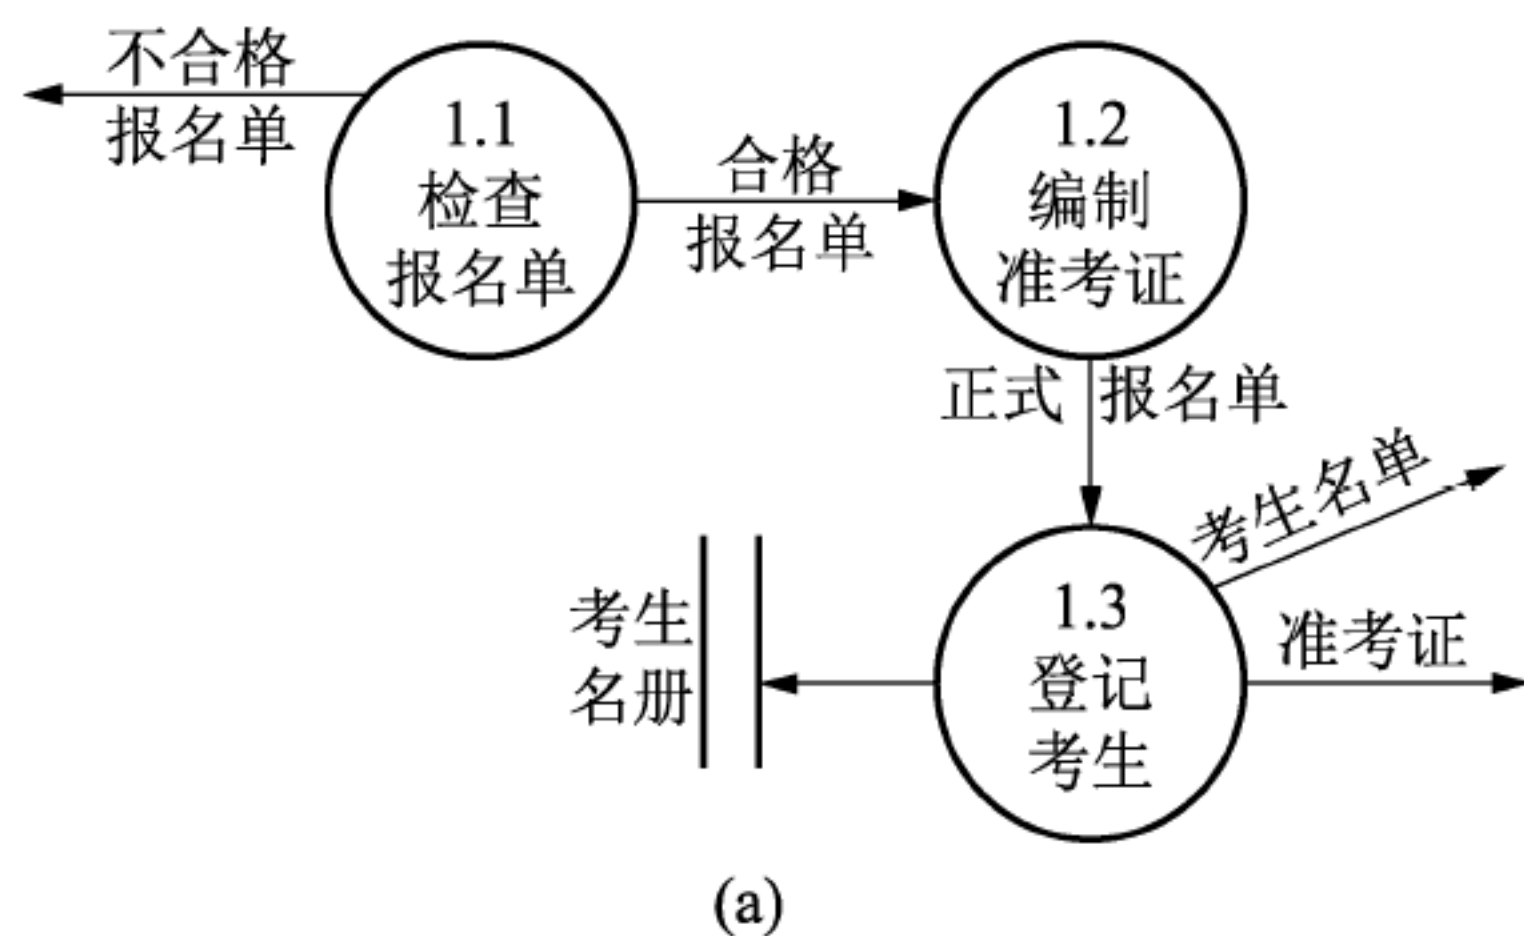 不合格
报名单
1.1
检查
报名单
合格
报名单
1.2
编制
准考证
正式 报名单
考生名单
考生
名册
1.3
登记
考生
准考证
(a)